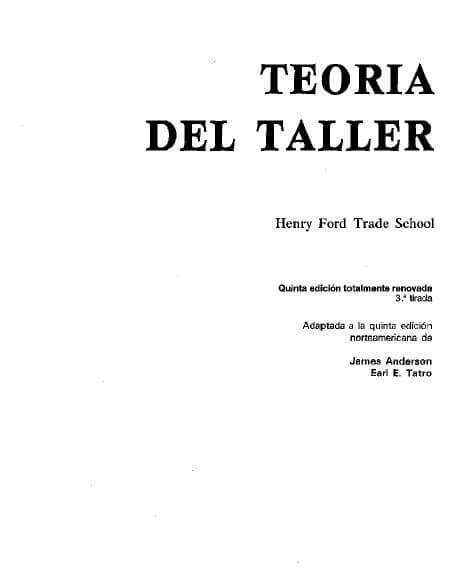 TEORIA
DEL TALLER
Henry Ford Trade School
Quinta edición totalmente renovada
3.ª tirada
Adaptada a la quinta edición
norteamericana de
James Anderson
Earl E. Tatro